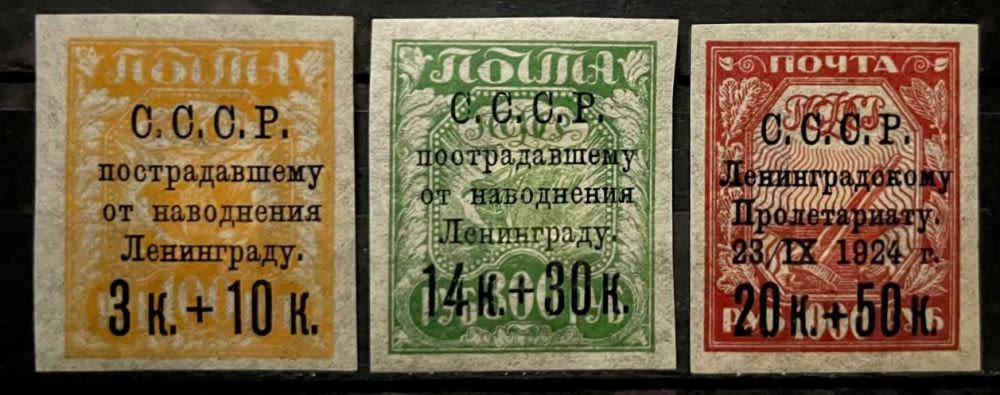 ПОЧТА
С.С.С.Р.
пострадавшему
от наводнения
Ленинграду.
3 к. + 10 к.
ПОЧТА
С.С.С.Р.
пострадавшему
от наводнения
Ленинграду.
14 к. + 30 к.
ПОЧТА
С.С.С.Р.
Ленинградскому
Пролетариату.
23/IX 1924 г.
20 к. + 50 к.